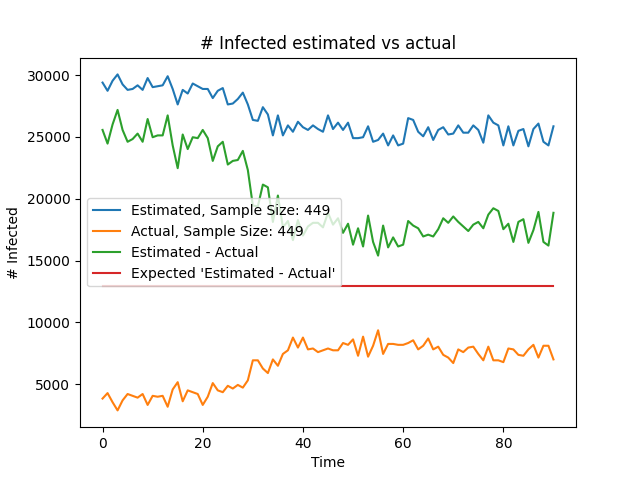 # Infected estimated vs actual
30000
25000
20000
15000
10000
5000
# Infected
Estimated, Sample Size: 449
Actual, Sample Size: 449
Estimated - Actual
Expected 'Estimated - Actual'
0 20 40 60 80
Time